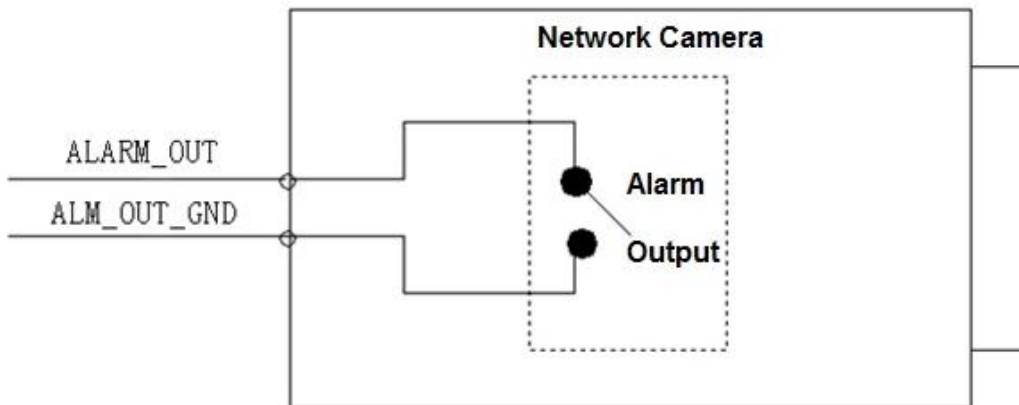 Network Camera
ALARM_OUT
Alarm
ALM_OUT_GND
Output